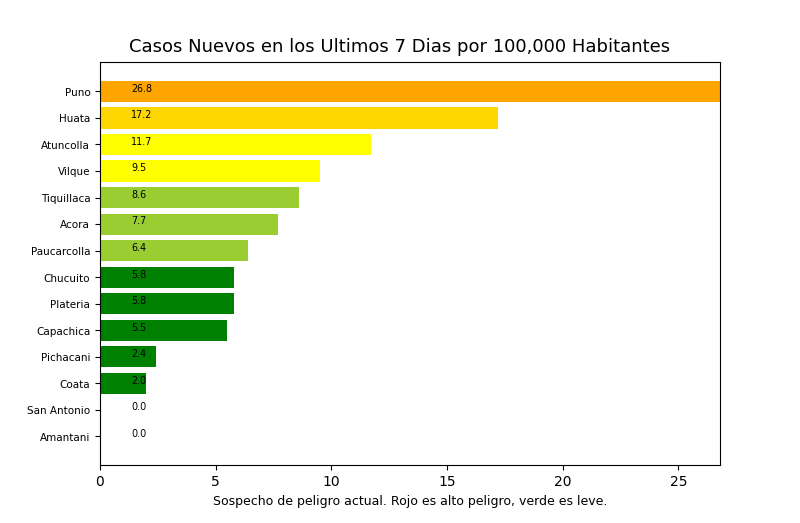 Casos Nuevos en los Ultimos 7 Dias por 100,000 Habitantes
Puno 26.8
Huata 17.2
Atuncolla 11.7
Vilque 9.5
Tiquillaca 8.6
Acora 7.7
Paucarcolla 6.4
Chucuito 5.8
Plateria 5.8
Capachica 5.5
Pichacani 2.4
Coata 2.0
San Antonio 0.0
Amantani 0.0
0 5 10 15 20 25
Sospecho de peligro actual. Rojo es alto peligro, verde es leve.